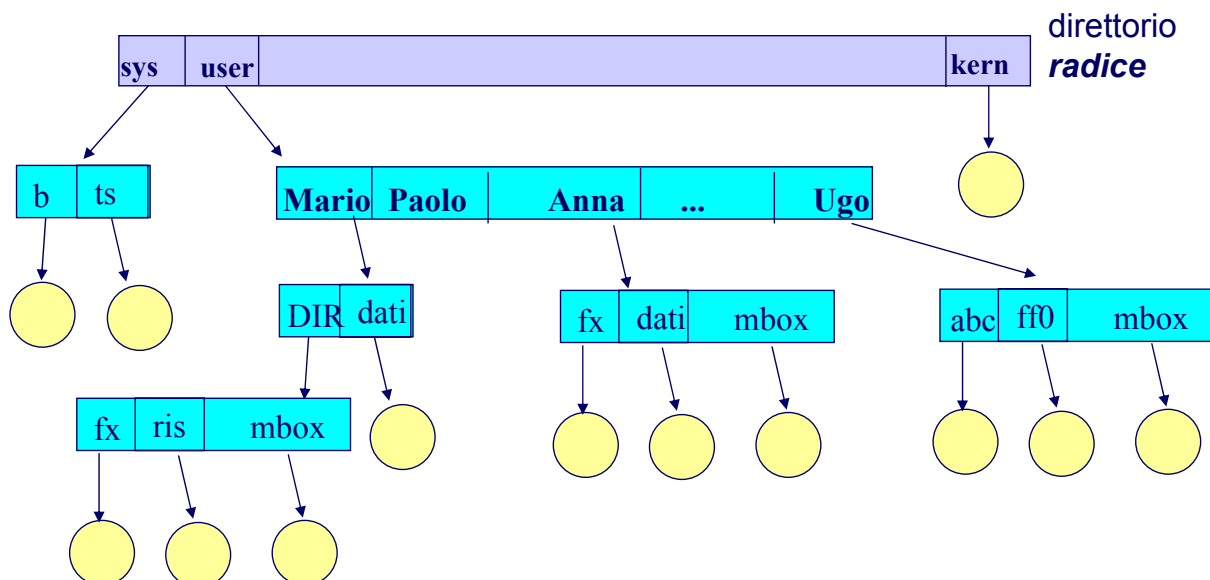 direttorio
radice
sys user kern
b ts
Mario Paolo Anna ... Ugo
DIR dati
fx dati mbox
abc ff0 mbox
fx ris mbox